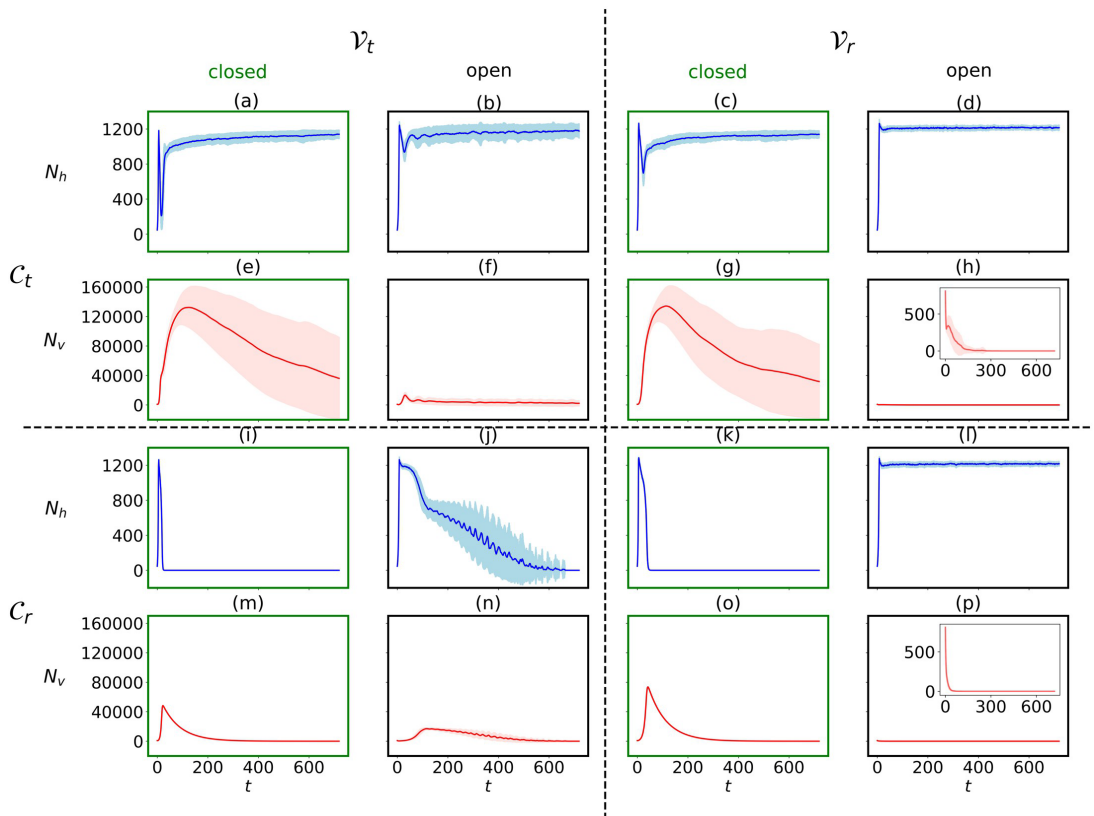 𝒱t 𝒱r
closed open closed open
(a) (b) (c) (d)
1200
800
Nh
400
0
𝒞t
(e) (f) (g) (h)
160000
120000
Nv
80000
40000
0
500
0
0 300 600
(i) (j) (k) (l)
1200
800
Nh
400
0
𝒞r
(m) (n) (o) (p)
160000
120000
Nv
80000
40000
0
500
0
0 300 600
0 200 400 600 0 200 400 600 0 200 400 600 0 200 400 600
t t t t